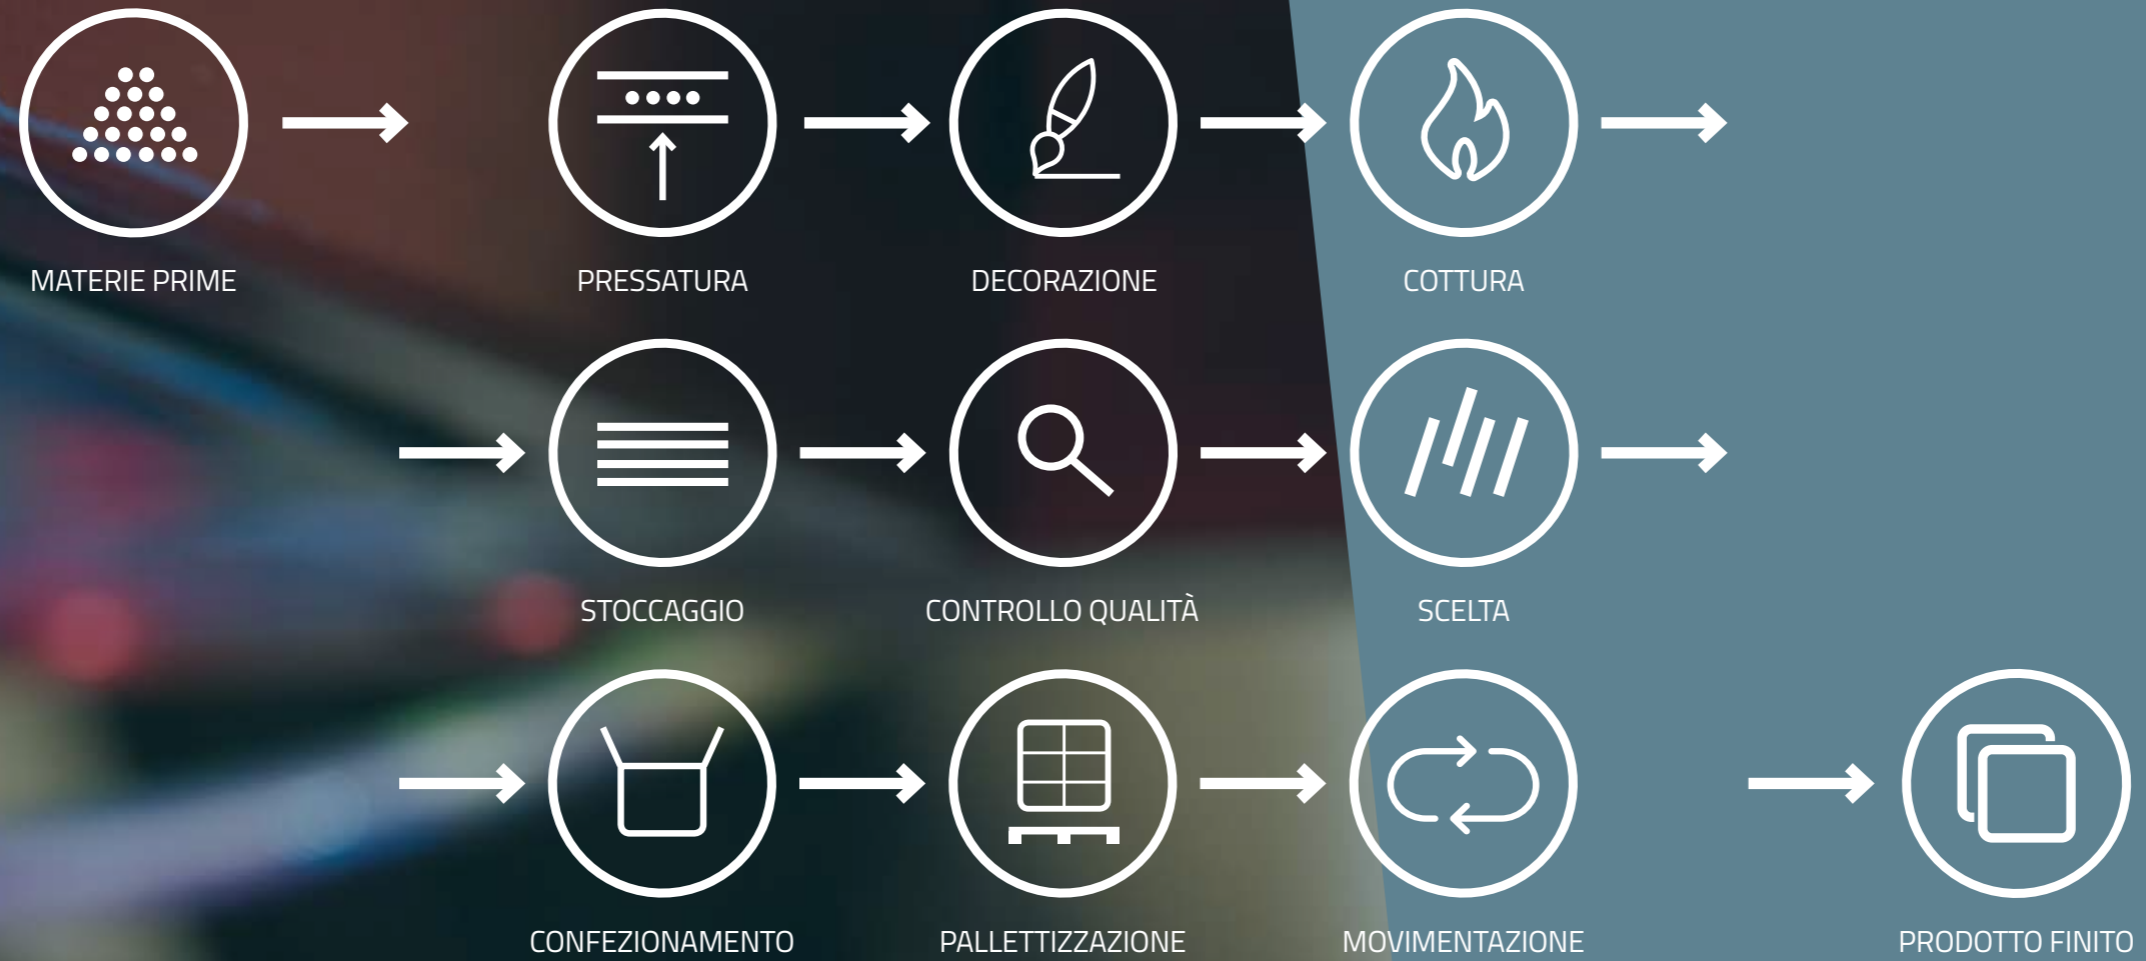 MATERIE PRIME
PRESSATURA
DECORAZIONE
COTTURA
STOCCAGGIO
CONTROLLO QUALITÀ
SCELTA
CONFEZIONAMENTO
PALLETTIZZAZIONE
MOVIMENTAZIONE
PRODOTTO FINITO